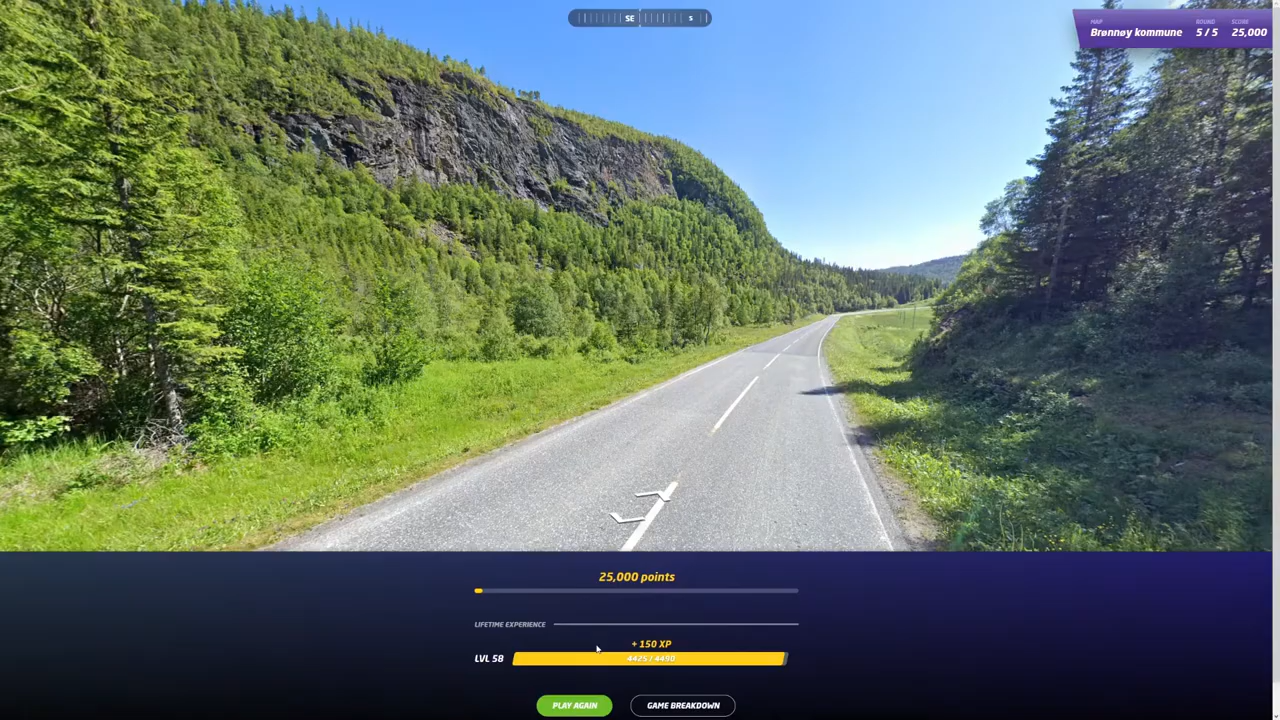 SE S
MAP ROUND SCORE
Brønnøy kommune 5 / 5 25,000
25,000 points
LIFETIME EXPERIENCE
+ 150 XP
LVL 58 4425 / 4490
PLAY AGAIN GAME BREAKDOWN